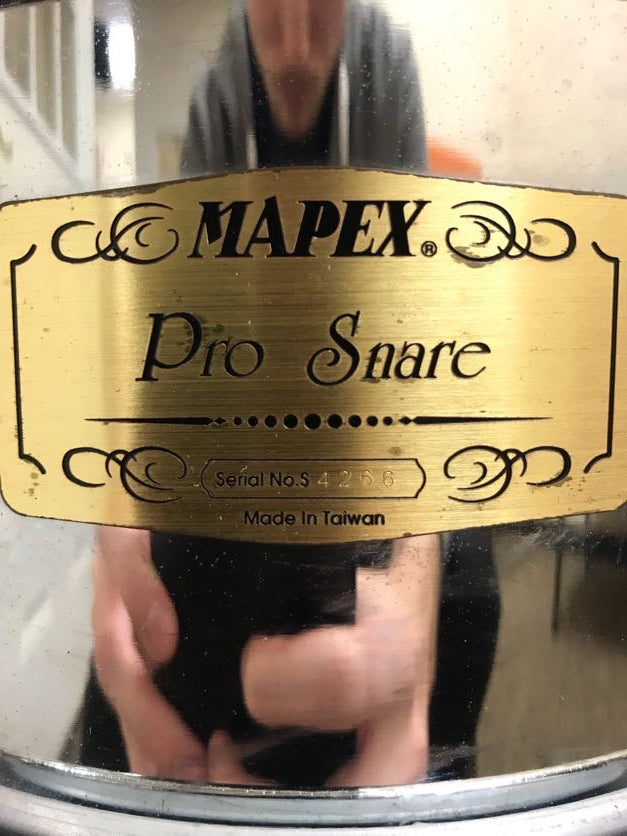 MAPEX®
Pro Snare
Serial No.S 4266
Made In Taiwan